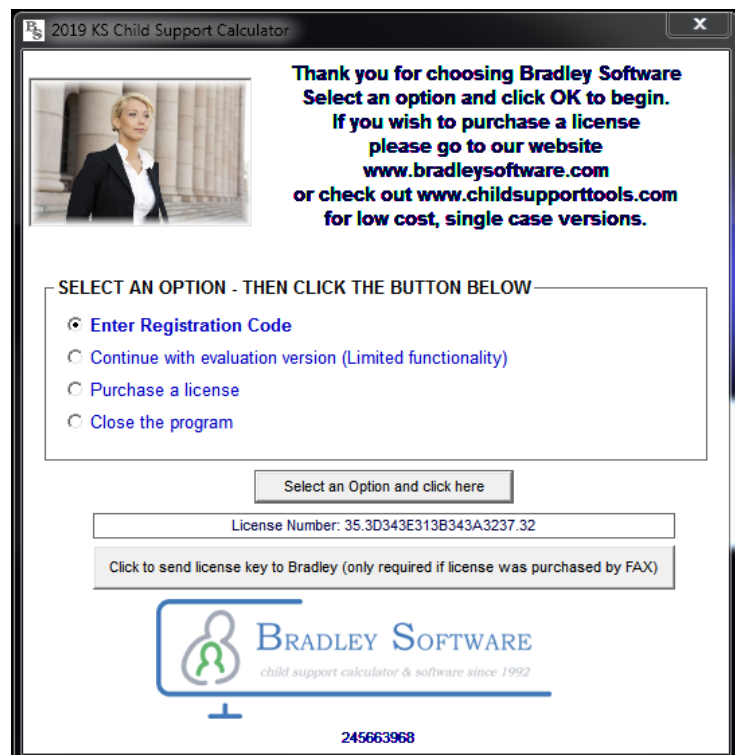 BS 2019 KS Child Support Calculator
X
Thank you for choosing Bradley Software
Select an option and click OK to begin.
If you wish to purchase a license
please go to our website
www.bradleysoftware.com
or check out www.childsupporttools.com
for low cost, single case versions.
SELECT AN OPTION - THEN CLICK THE BUTTON BELOW
Enter Registration Code
Continue with evaluation version (Limited functionality)
Purchase a license
Close the program
Select an Option and click here
License Number: 35.3D343E313B343A3237.32
Click to send license key to Bradley (only required if license was purchased by FAX)
BRADLEY SOFTWARE
child support calculator & software since 1992
245663968